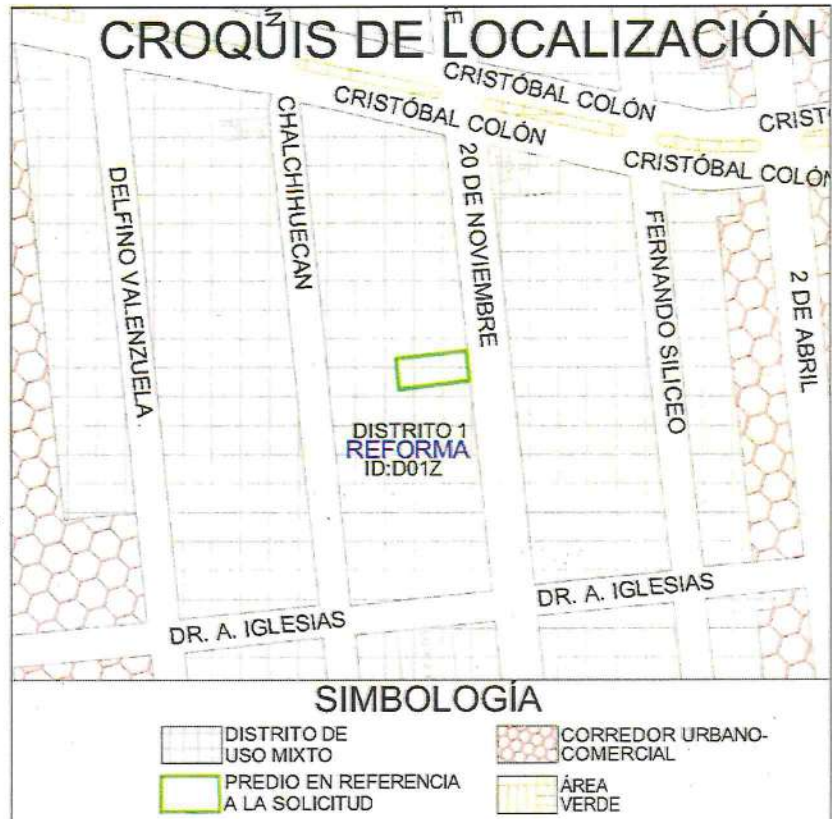 CROQUIS DE LOCALIZACIÓN
CRISTÓBAL COLÓN
CRISTÓBAL COLÓN
CRISTÓBAL COLÓN
DELFINO VALENZUELA
CHALCHIHUECAN
20 DE NOVIEMBRE
FERNANDO SILICEO
2 DE ABRIL
DISTRITO 1
REFORMA
ID:D01Z
DR. A. IGLESIAS
DR. A. IGLESIAS
SIMBOLOGÍA
DISTRITO DE
USO MIXTO
CORREDOR URBANO-
COMERCIAL
PREDIO EN REFERENCIA
A LA SOLICITUD
ÁREA
VERDE